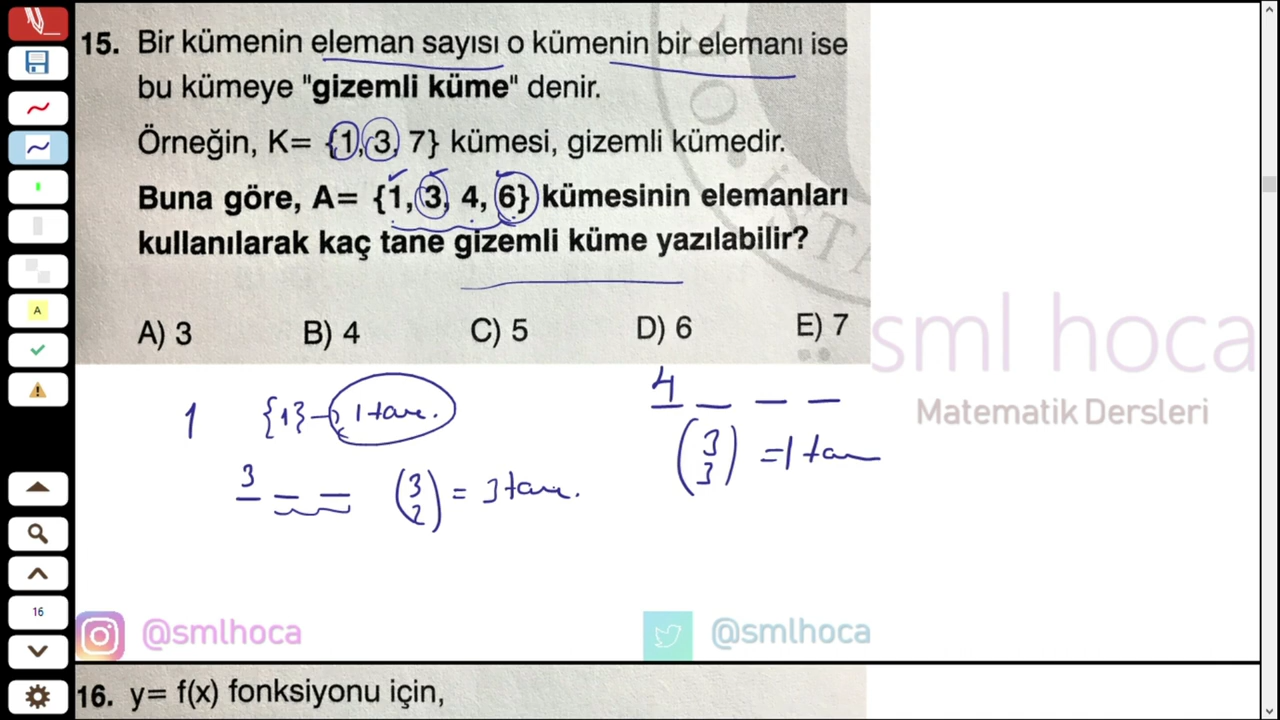 15. Bir kümenin eleman sayısı o kümenin bir elemanı ise
bu kümeye "gizemli küme" denir.
Örneğin, K= {1,3, 7} kümesi, gizemli kümedir.
Buna göre, A= {1, 3, 4, 6} kümesinin elemanları
kullanılarak kaç tane gizemli küme yazılabilir?
A) 3 B) 4 C) 5 D) 6 E) 7
sml hoca
Matematik Dersleri
1 {1} → 1 tane.
4
(3 3) = 1 tane
3
(3 2) = 3 tane.
@smlhoca @smlhoca
A
16
16. y= f(x) fonksiyonu için,